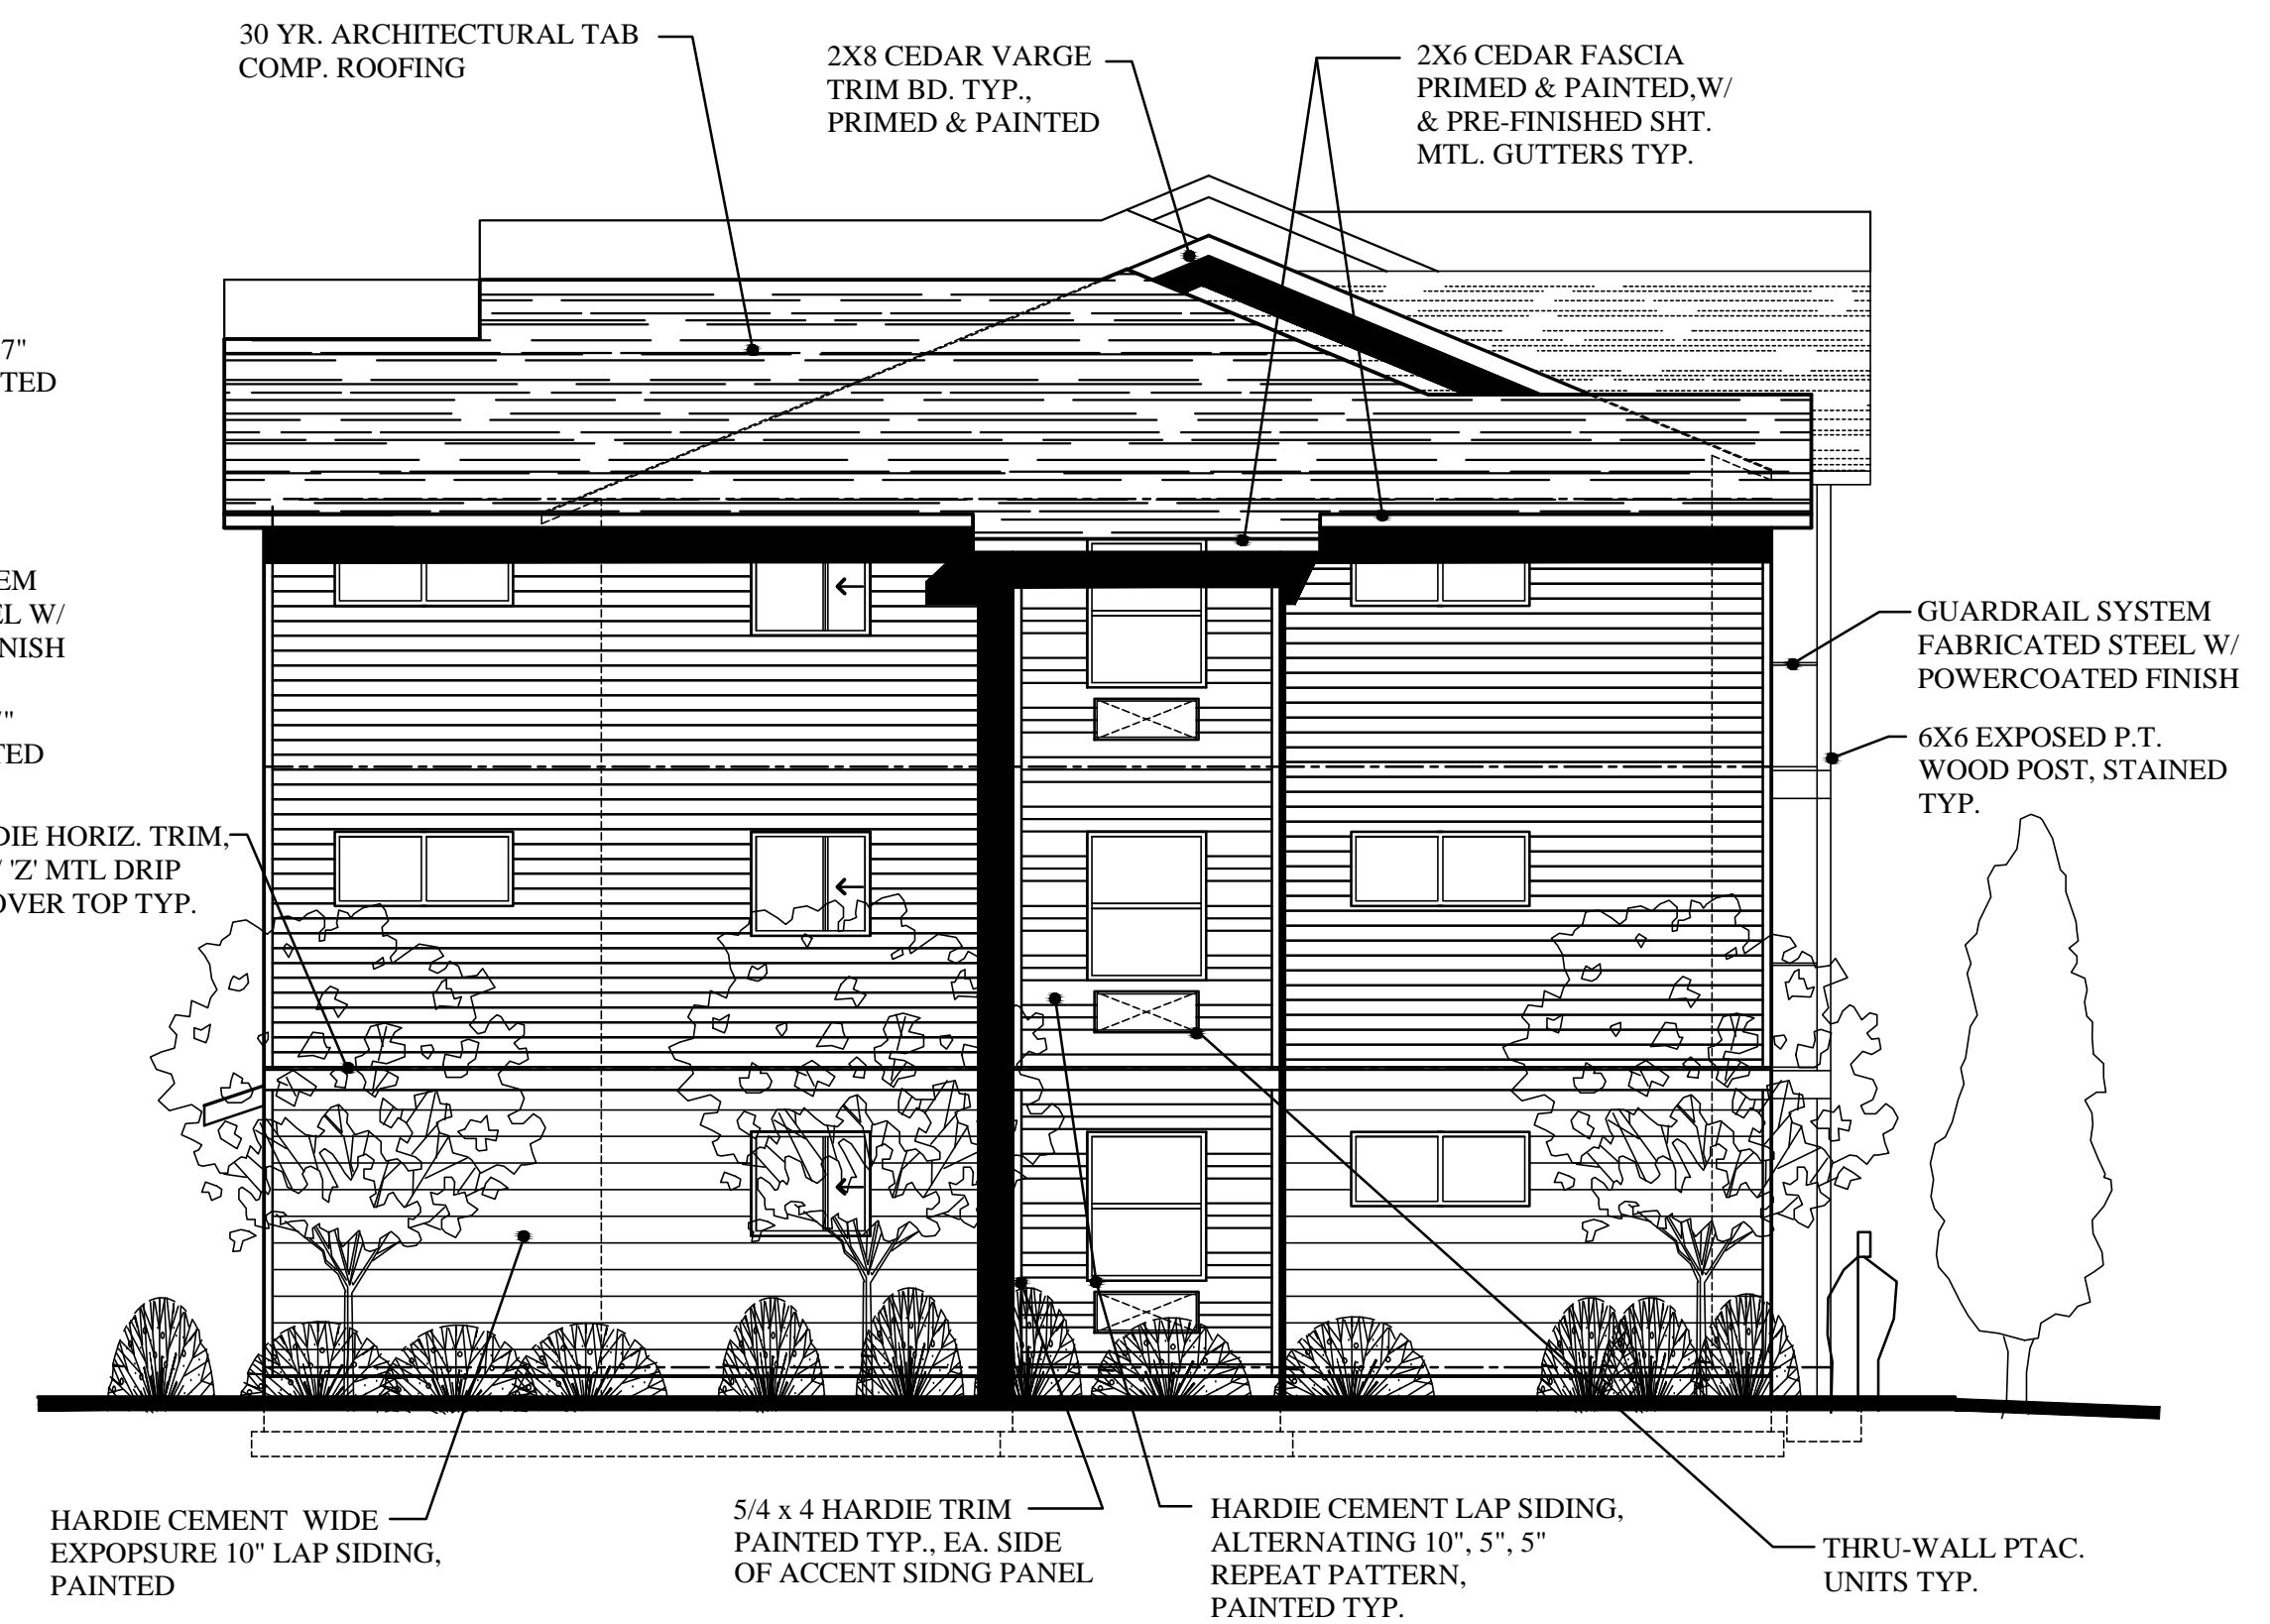 30 YR. ARCHITECTURAL TAB
COMP. ROOFING
2X8 CEDAR VARGE
TRIM BD. TYP.,
PRIMED & PAINTED
2X6 CEDAR FASCIA
PRIMED & PAINTED,W/
& PRE-FINISHED SHT.
MTL. GUTTERS TYP.
7"
TED
EM
EL W/
NISH
7"
TED
DIE HORIZ. TRIM,
/ 'Z' MTL DRIP
OVER TOP TYP.
GUARDRAIL SYSTEM
FABRICATED STEEL W/
POWERCOATED FINISH
6X6 EXPOSED P.T.
WOOD POST, STAINED
TYP.
HARDIE CEMENT WIDE
EXPOPSURE 10" LAP SIDING,
PAINTED
5/4 x 4 HARDIE TRIM
PAINTED TYP., EA. SIDE
OF ACCENT SIDNG PANEL
HARDIE CEMENT LAP SIDING,
ALTERNATING 10", 5", 5"
REPEAT PATTERN,
PAINTED TYP.
THRU-WALL PTAC.
UNITS TYP.